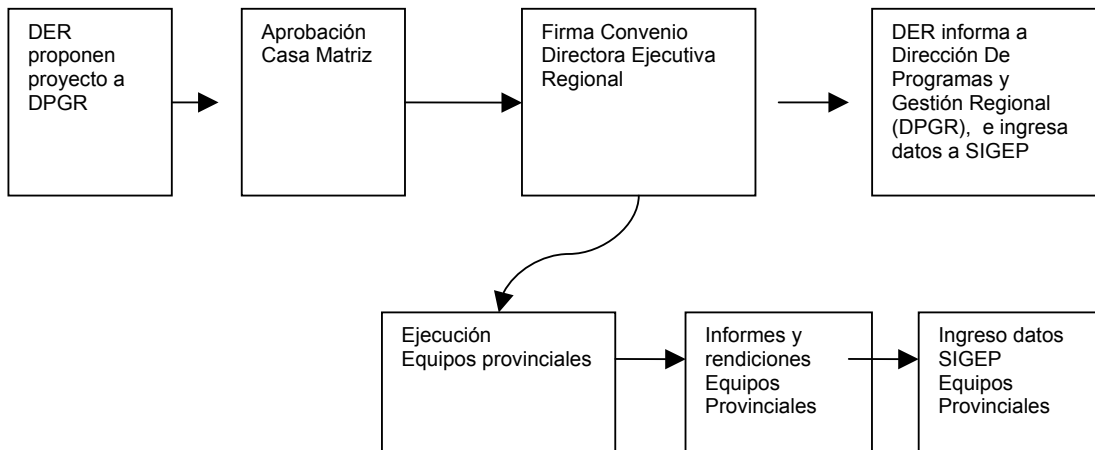 DER
proponen
proyecto a
DPGR
Aprobación
Casa Matriz
Firma Convenio
Directora Ejecutiva
Regional
DER informa a
Dirección De
Programas y
Gestión Regional
(DPGR), e ingresa
datos a SIGEP
Ejecución
Equipos provinciales
Informes y
rendiciones
Equipos
Provinciales
Ingreso datos
SIGEP
Equipos
Provinciales